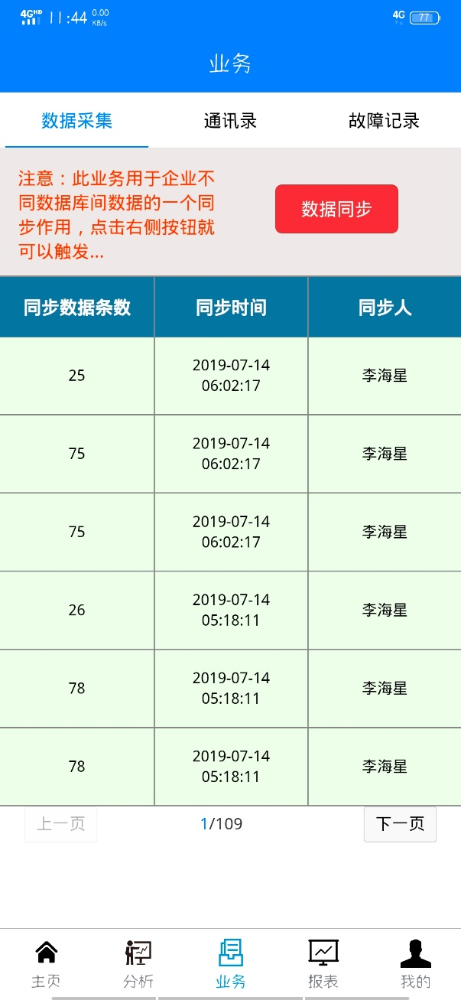 4GHD 11:44 0.00 KB/s 4G 77
业务
数据采集 通讯录 故障记录
注意：此业务用于企业不
同数据库间数据的一个同
步作用，点击右侧按钮就
可以触发...
数据同步
同步数据条数 同步时间 同步人
25 2019-07-14 06:02:17 李海星
75 2019-07-14 06:02:17 李海星
75 2019-07-14 06:02:17 李海星
26 2019-07-14 05:18:11 李海星
78 2019-07-14 05:18:11 李海星
78 2019-07-14 05:18:11 李海星
上一页 1/109 下一页
主页 分析 业务 报表 我的